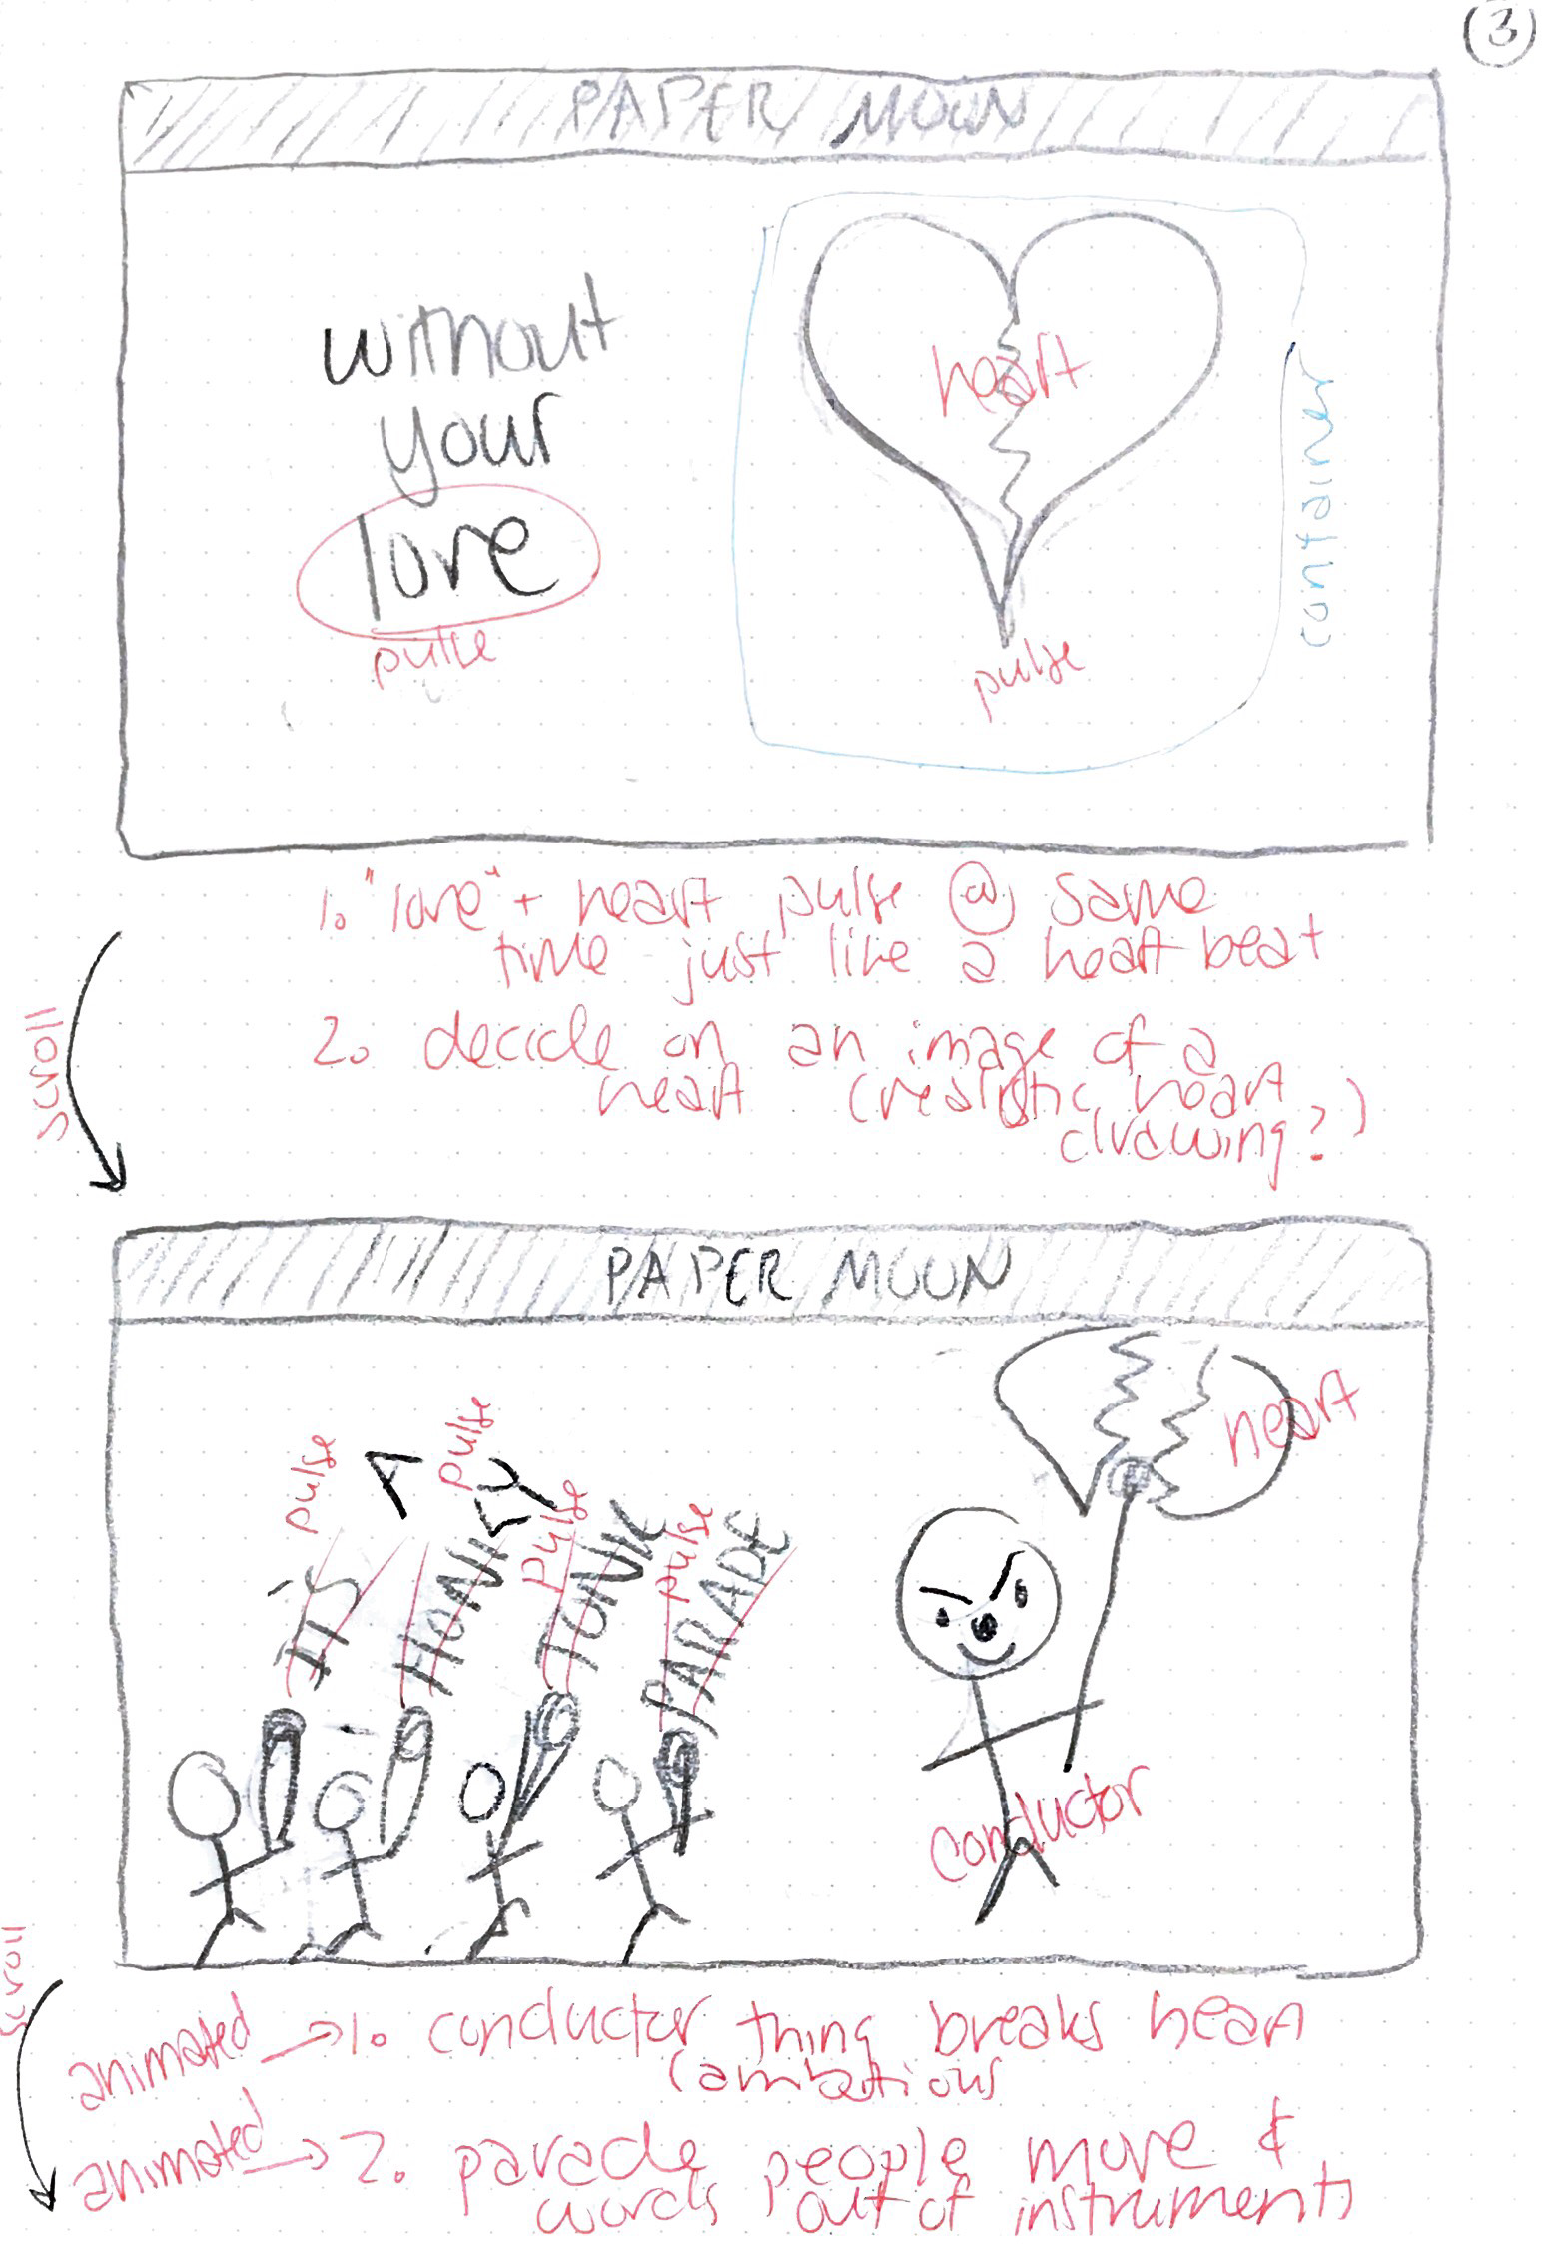 3
PAPER MOON
without
your
love
pulse
heart
pulse
container
1. "love" + heart pulse @ same
time just like a heart beat
2. decide on an image of a
heart (realistic heart
drawing?)
scroll
PAPER MOON
pulse
pulse
pulse
pulse
IT'S
A
HONKY
TONK
PARADE
heart
conductor
scroll
animated → 1. conductor thing breaks heart
(ambitious
animated → 2. parade people move &
words out of instruments